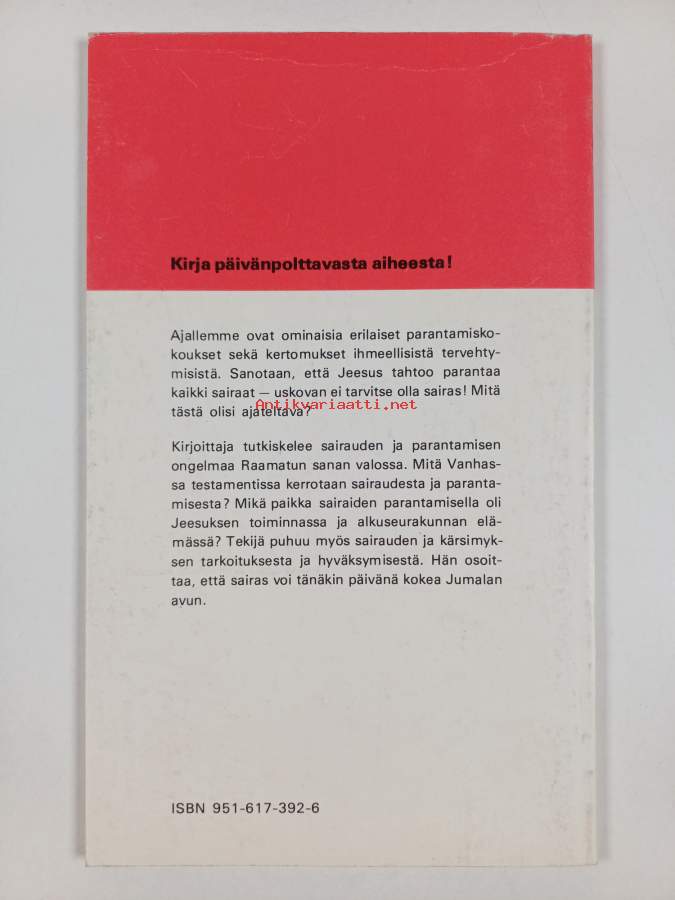 Kirja päivänpolttavasta aiheesta!
Ajallemme ovat ominaisia erilaiset parantamisko-
koukset sekä kertomukset ihmeellisistä tervehty-
misistä. Sanotaan, että Jeesus tahtoo parantaa
kaikki sairaat — uskovan ei tarvitse olla sairas! Mitä
Antikvariaatti.net
tästä olisi ajateltava?
Kirjoittaja tutkiskelee sairauden ja parantamisen
ongelmaa Raamatun sanan valossa. Mitä Vanhas-
sa testamentissa kerrotaan sairaudesta ja paranta-
misesta? Mikä paikka sairaiden parantamisella oli
Jeesuksen toiminnassa ja alkuseurakunnan elä-
mässä? Tekijä puhuu myös sairauden ja kärsimyk-
sen tarkoituksesta ja hyväksymisestä. Hän osoit-
taa, että sairas voi tänäkin päivänä kokea Jumalan
avun.
ISBN 951-617-392-6